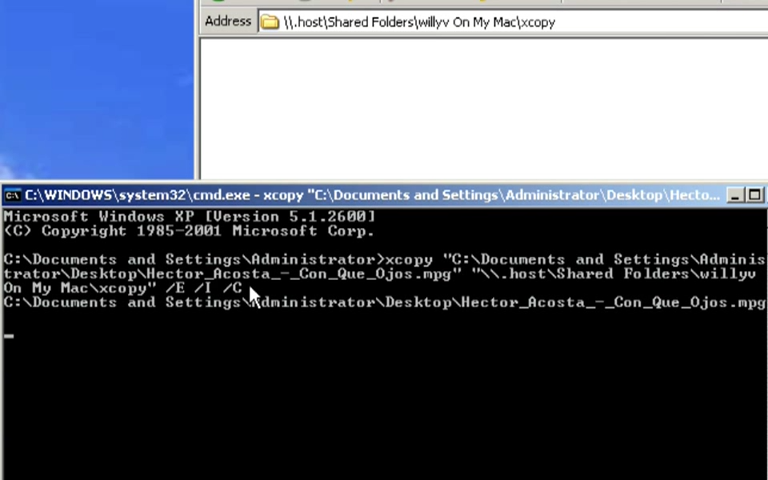 Address \\.host\Shared Folders\willyv On My Mac\xcopy
C:\WINDOWS\system32\cmd.exe - xcopy "C:\Documents and Settings\Administrator\Desktop\Hecto...
Microsoft Windows XP [Version 5.1.2600]
(C) Copyright 1985-2001 Microsoft Corp.
C:\Documents and Settings\Administrator>xcopy "C:\Documents and Settings\Adminis
trator\Desktop\Hector_Acosta_-_Con_Que_Ojos.mpg" "\\.host\Shared Folders\willyv
On My Mac\xcopy" /E /I /C
C:\Documents and Settings\Administrator\Desktop\Hector_Acosta_-_Con_Que_Ojos.mpg